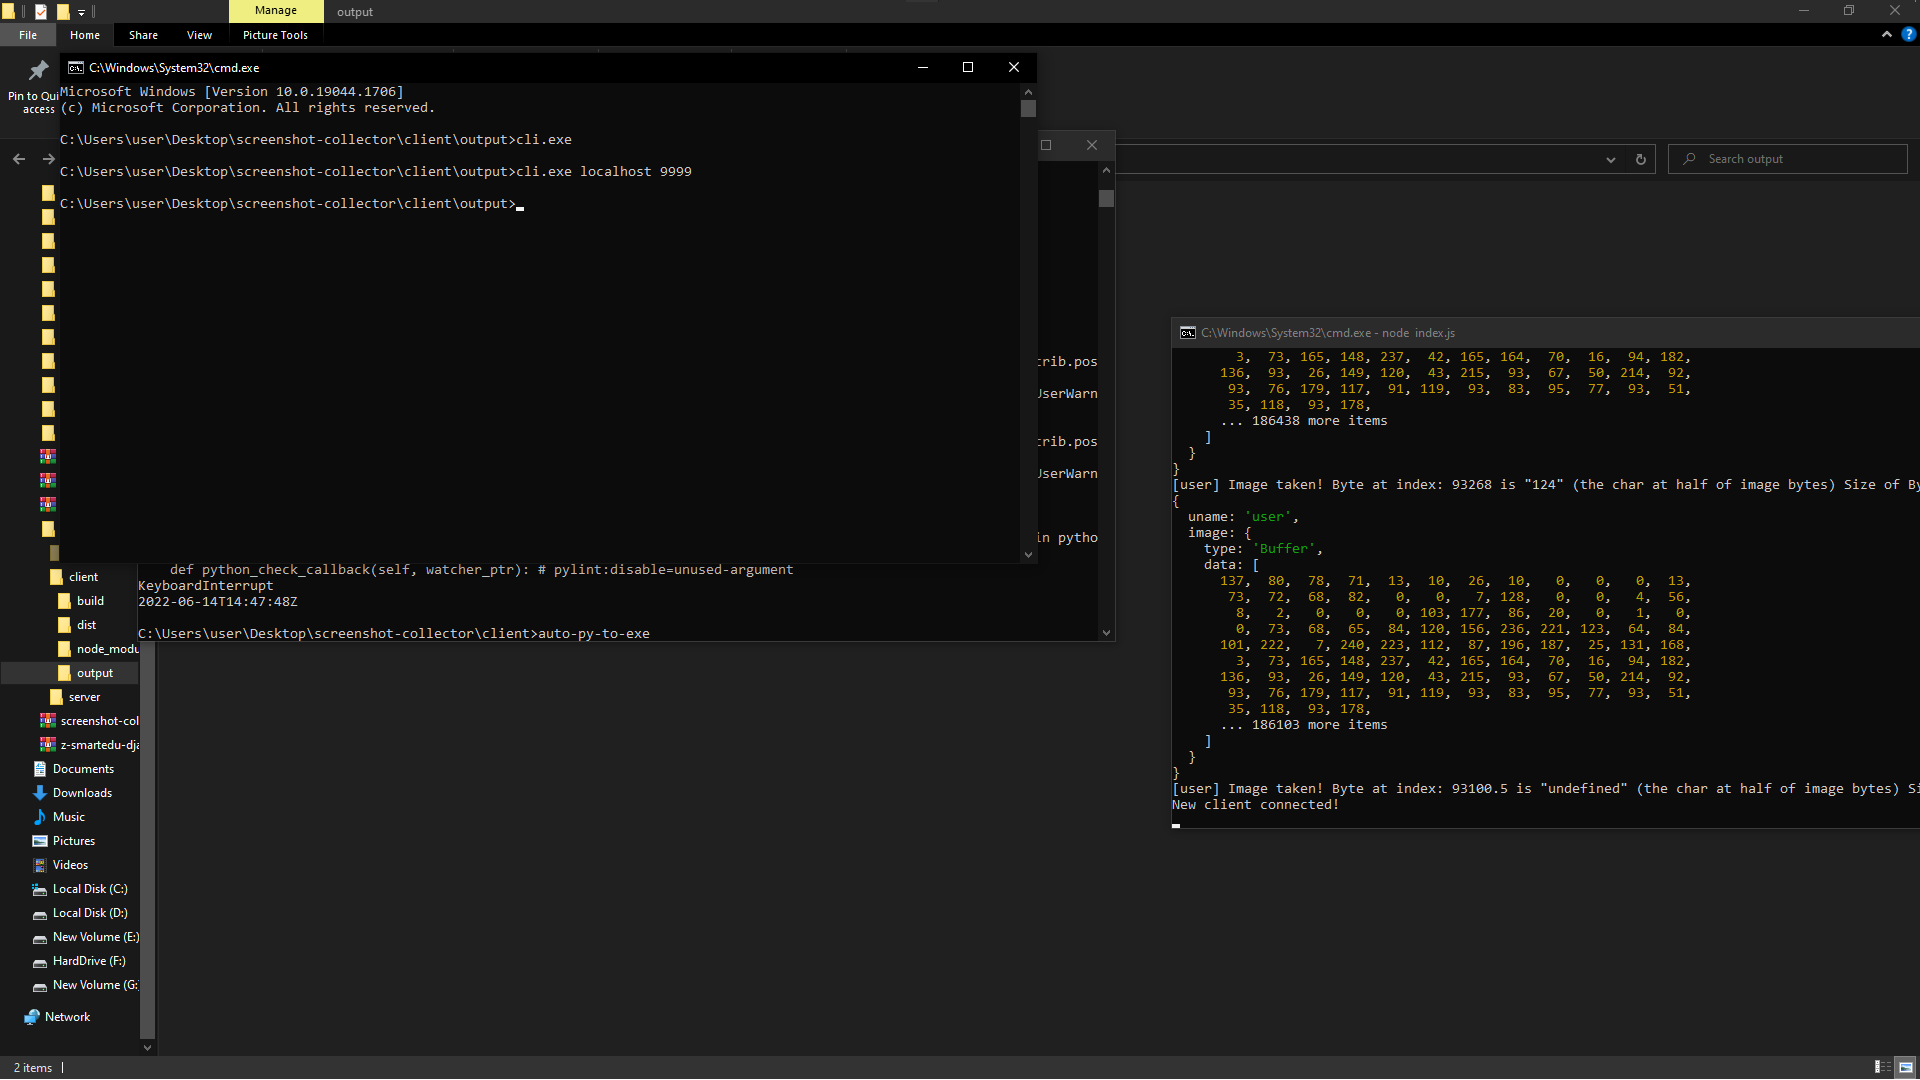 Manage
output
File
Home
Share
View
Picture Tools
Pin to Qui
access
C:\Windows\System32\cmd.exe
Microsoft Windows [Version 10.0.19044.1706]
(c) Microsoft Corporation. All rights reserved.
C:\Users\user\Desktop\screenshot-collector\client\output>cli.exe
C:\Users\user\Desktop\screenshot-collector\client\output>cli.exe localhost 9999
C:\Users\user\Desktop\screenshot-collector\client\output>
Search output
trib.pos
UserWarn
trib.pos
UserWarn
in pytho
def python_check_callback(self, watcher_ptr): # pylint:disable=unused-argument
KeyboardInterrupt
2022-06-14T14:47:48Z
C:\Users\user\Desktop\screenshot-collector\client>auto-py-to-exe
client
build
dist
node_modu
output
server
screenshot-col
z-smartedu-dja
Documents
Downloads
Music
Pictures
Videos
Local Disk (C:)
Local Disk (D:)
New Volume (E:)
HardDrive (F:)
New Volume (G:
Network
2 items
C:\Windows\System32\cmd.exe - node index.js
3, 73, 165, 148, 237, 42, 165, 164, 70, 16, 94, 182,
136, 93, 26, 149, 120, 43, 215, 93, 67, 50, 214, 92,
93, 76, 179, 117, 91, 119, 93, 83, 95, 77, 93, 51,
35, 118, 93, 178,
... 186438 more items
]
}
}
[user] Image taken! Byte at index: 93268 is "124" (the char at half of image bytes) Size of By
{
uname: 'user',
image: {
type: 'Buffer',
data: [
137, 80, 78, 71, 13, 10, 26, 10, 0, 0, 0, 13,
73, 72, 68, 82, 0, 0, 7, 128, 0, 0, 4, 56,
8, 2, 0, 0, 0, 103, 177, 86, 20, 0, 1, 0,
0, 73, 68, 65, 84, 120, 156, 236, 221, 123, 64, 84,
101, 222, 7, 240, 223, 112, 87, 196, 187, 25, 131, 168,
3, 73, 165, 148, 237, 42, 165, 164, 70, 16, 94, 182,
136, 93, 26, 149, 120, 43, 215, 93, 67, 50, 214, 92,
93, 76, 179, 117, 91, 119, 93, 83, 95, 77, 93, 51,
35, 118, 93, 178,
... 186103 more items
]
}
}
[user] Image taken! Byte at index: 93100.5 is "undefined" (the char at half of image bytes) Si
New client connected!